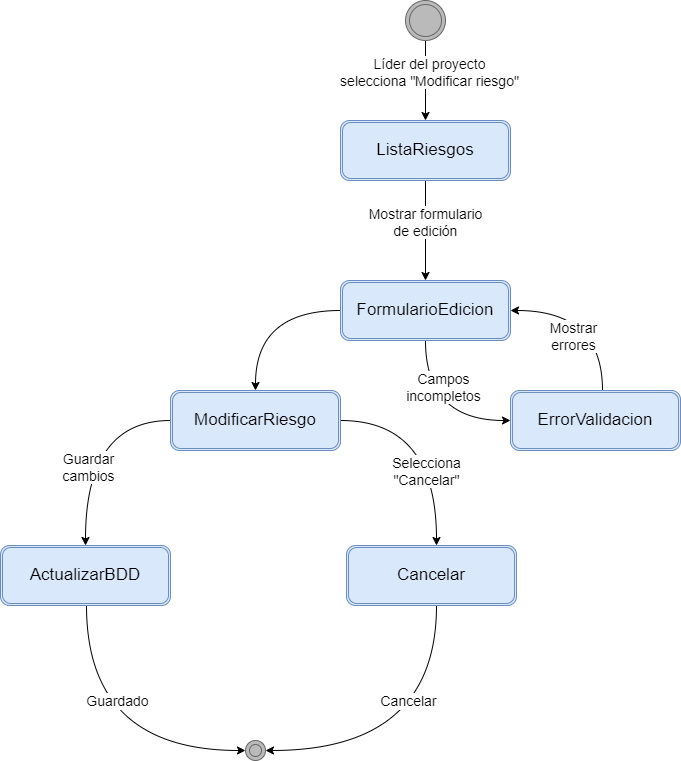 Líder del proyecto
selecciona "Modificar riesgo"
ListaRiesgos
Mostrar formulario
de edición
FormularioEdicion
Mostrar
errores
Campos
incompletos
ModificarRiesgo
ErrorValidacion
Guardar
cambios
Selecciona
"Cancelar"
ActualizarBDD
Cancelar
Guardado
Cancelar